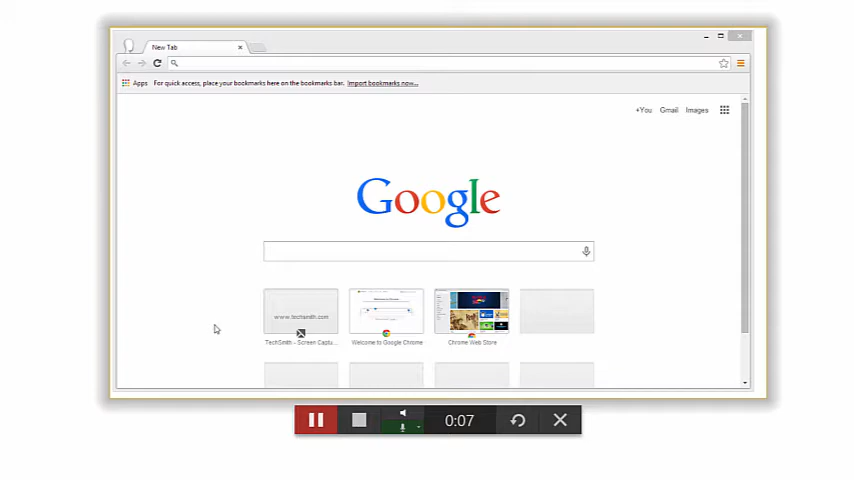 New Tab
Apps For quick access, place your bookmarks here on the bookmarks bar. Import bookmarks now...
+You Gmail Images
Google
www.techsmith.com
TechSmith - Screen Captu... Welcome to Google Chrome Chrome Web Store
0:07